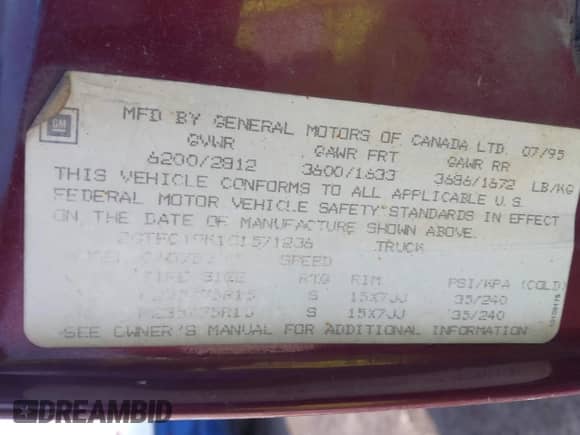 GM
MFD BY GENERAL MOTORS OF CANADA LTD. 07/95
GVWR GAWR FRT GAWR RR
6200/2812 3600/1633 3686/1672 LB/KG
THIS VEHICLE CONFORMS TO ALL APPLICABLE U.S.
FEDERAL MOTOR VEHICLE SAFETY STANDARDS IN EFFECT
ON THE DATE OF MANUFACTURE SHOWN ABOVE.
TRUCK
SPEED
TIRE SIZE RTG RIM PSI/KPA (COLD)
S 15X7JJ 35/240
S 15X7JJ 35/240
SEE OWNER'S MANUAL FOR ADDITIONAL INFORMATION
DREAMBID